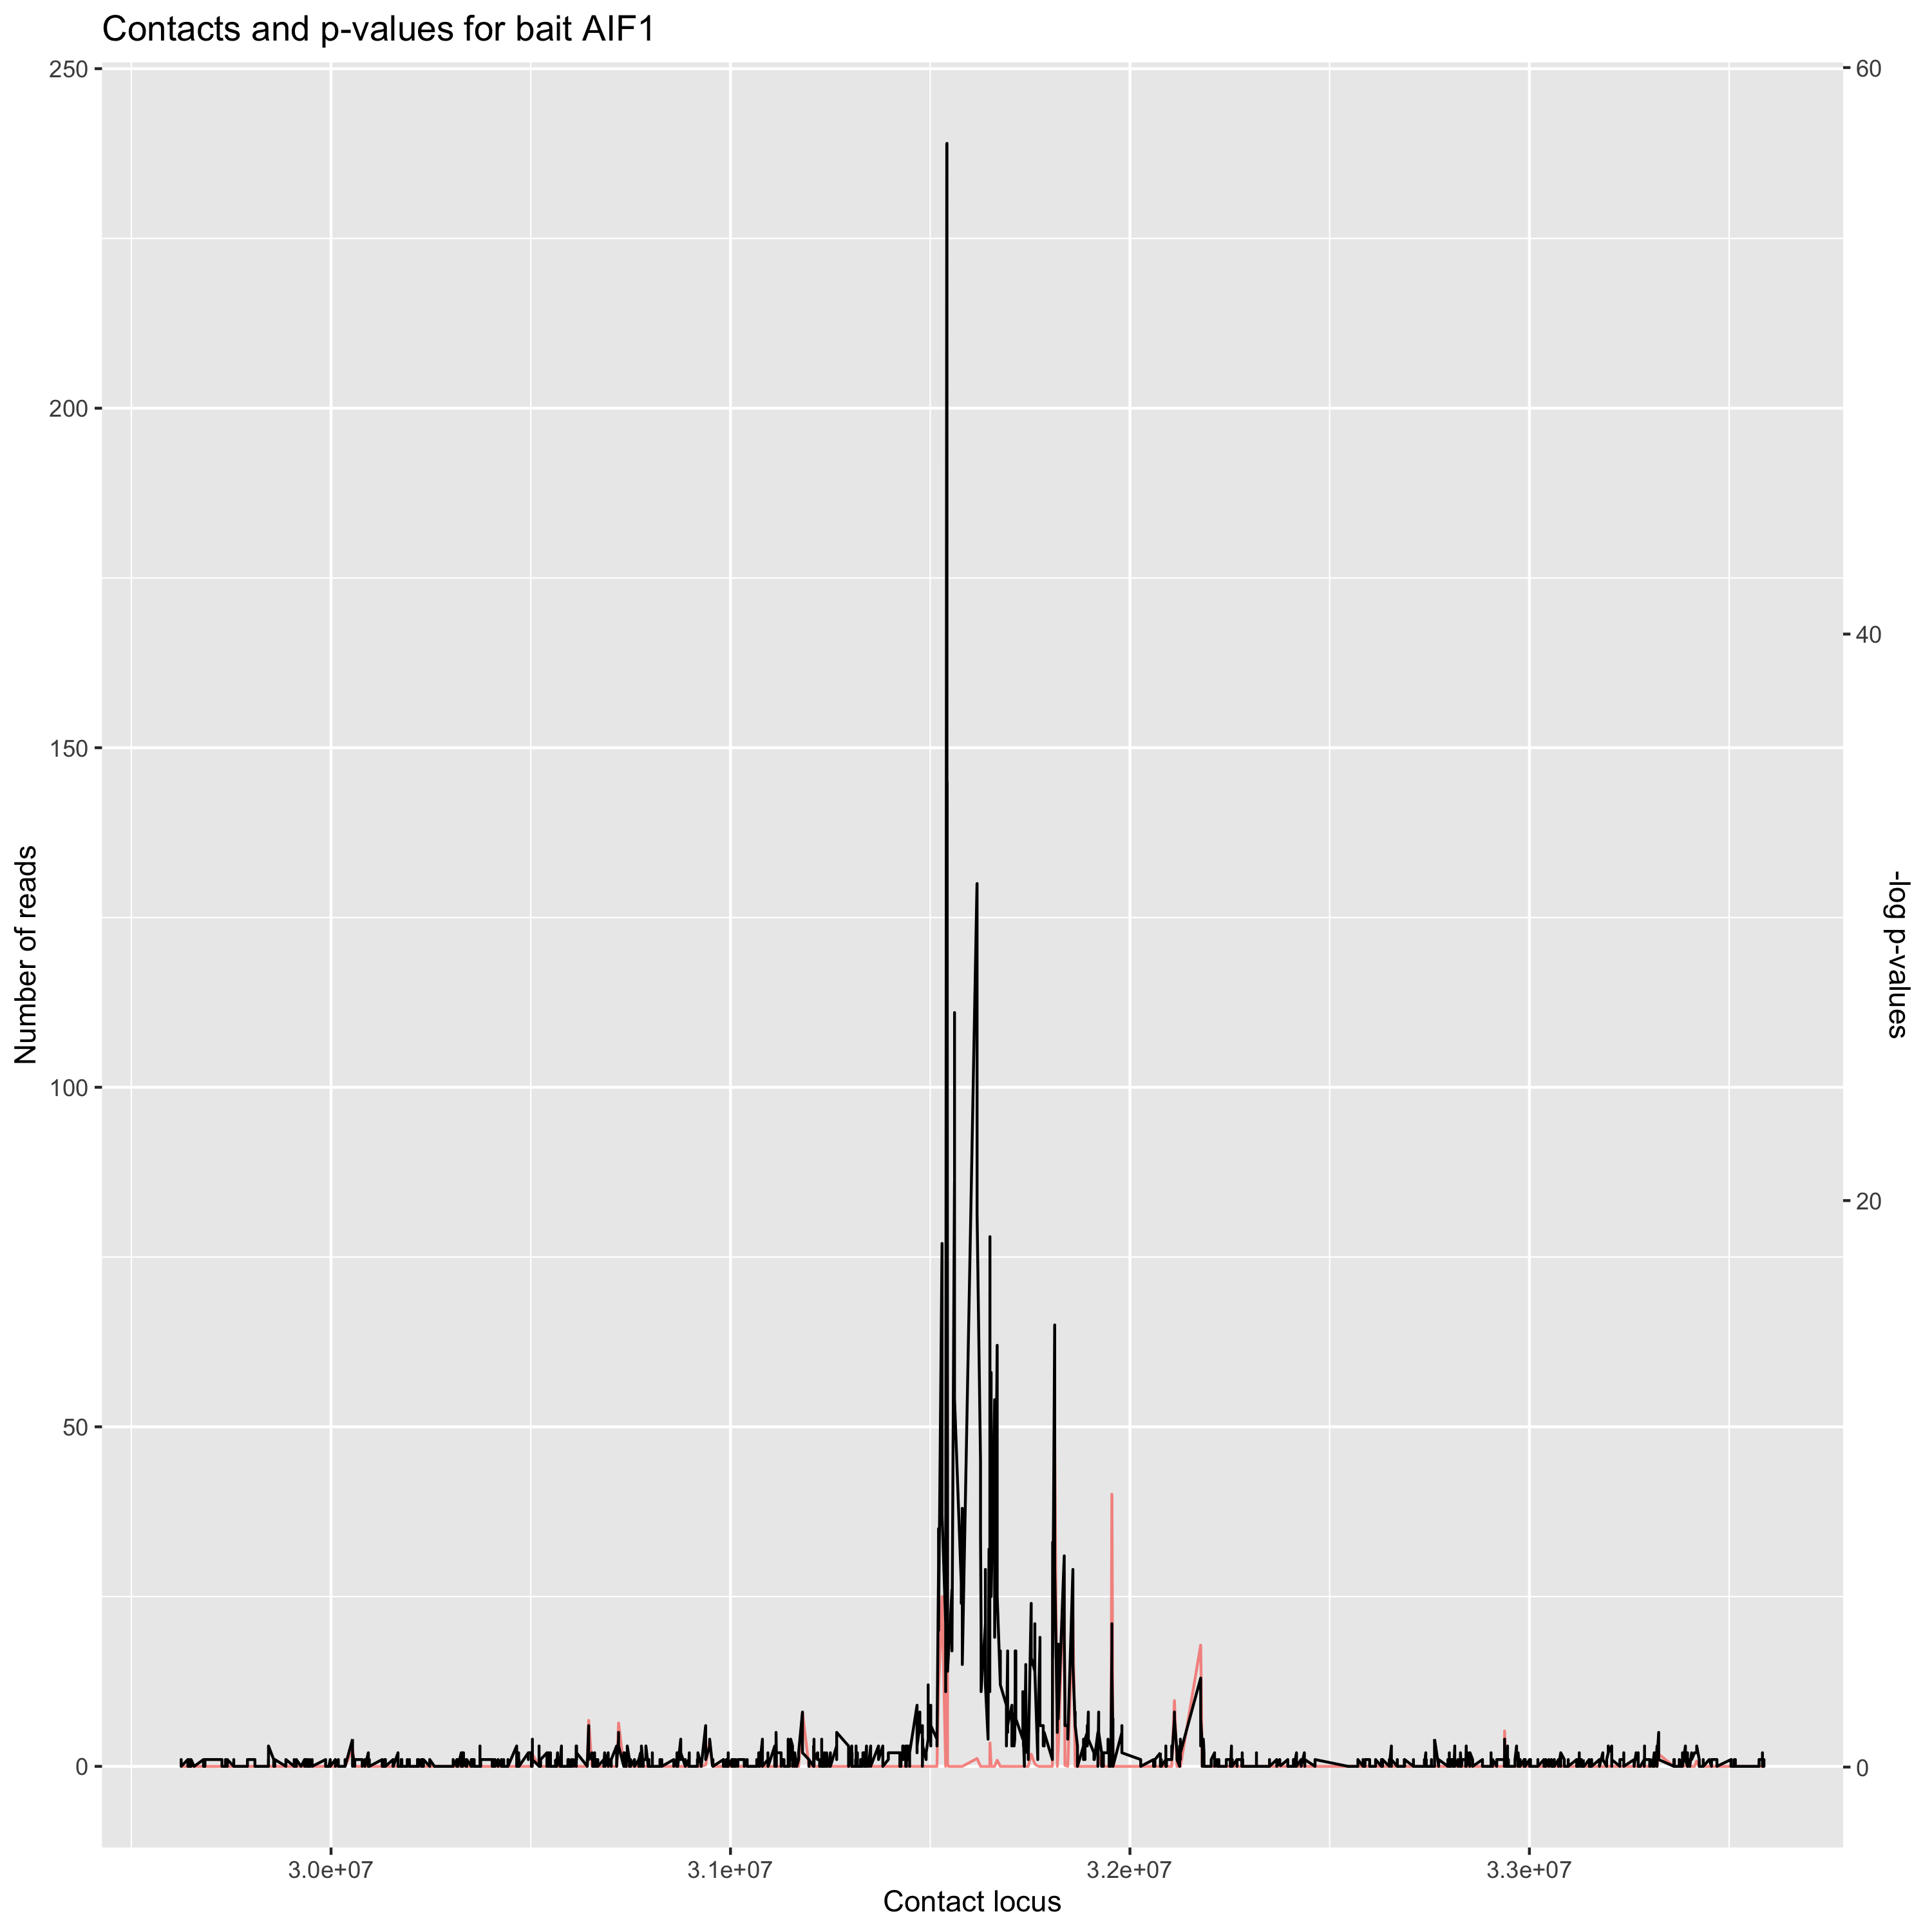 Contacts and p-values for bait AIF1
250
200
150
100
50
0
Number of reads
60
40
20
0
-log p-values
3.0e+07
3.1e+07
3.2e+07
3.3e+07
Contact locus